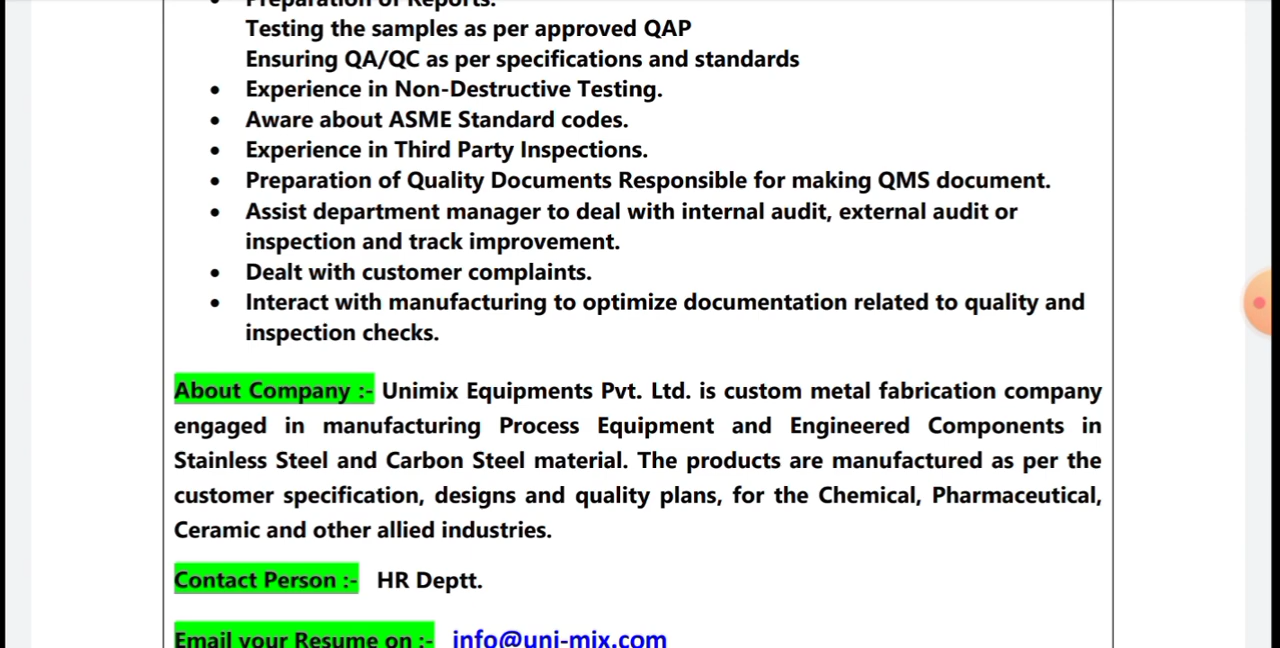 Preparation of Reports.
Testing the samples as per approved QAP
Ensuring QA/QC as per specifications and standards
• Experience in Non-Destructive Testing.
• Aware about ASME Standard codes.
• Experience in Third Party Inspections.
• Preparation of Quality Documents Responsible for making QMS document.
• Assist department manager to deal with internal audit, external audit or
inspection and track improvement.
• Dealt with customer complaints.
• Interact with manufacturing to optimize documentation related to quality and
inspection checks.
About Company :- Unimix Equipments Pvt. Ltd. is custom metal fabrication company
engaged in manufacturing Process Equipment and Engineered Components in
Stainless Steel and Carbon Steel material. The products are manufactured as per the
customer specification, designs and quality plans, for the Chemical, Pharmaceutical,
Ceramic and other allied industries.
Contact Person :- HR Deptt.
Email your Resume on :- info@uni-mix.com